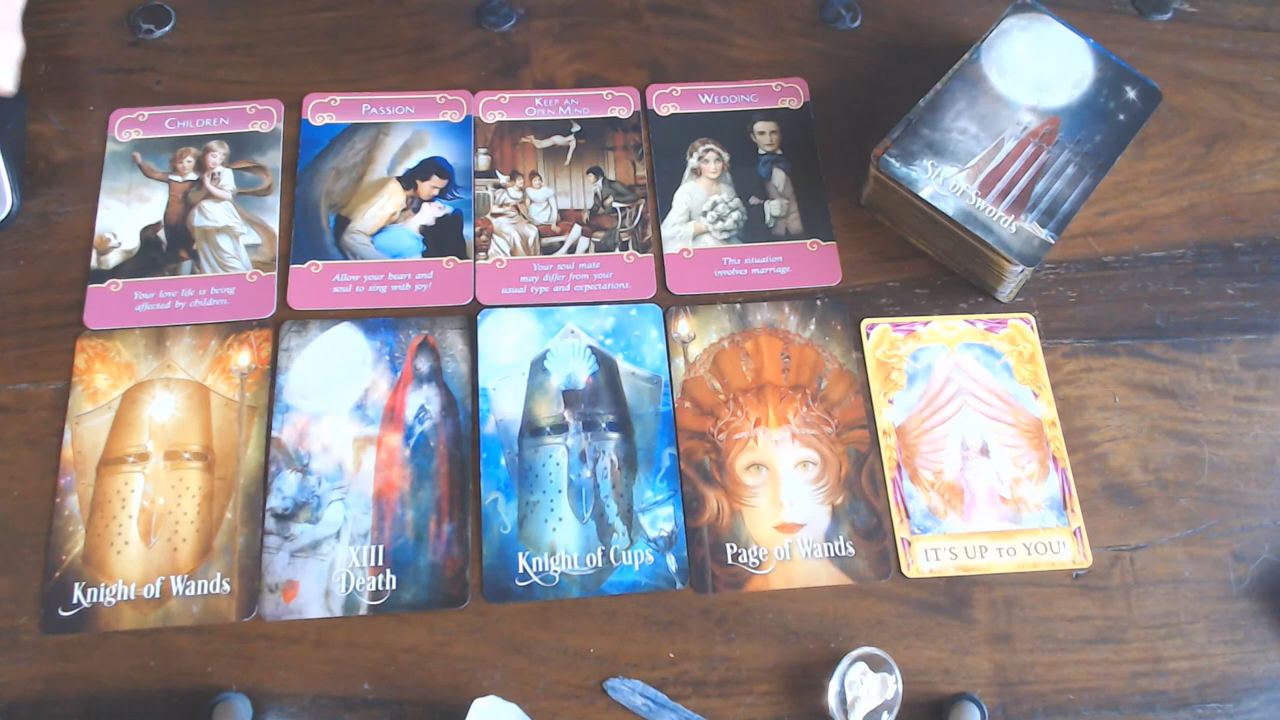 CHILDREN
Your love life is being
affected by children.
PASSION
Allow your heart and
soul to sing with joy!
KEEP AN
OPEN MIND
Your soul mate
may differ from your
usual type and expectations.
WEDDING
This situation
involves marriage.
Six of Swords
Knight of Wands
XIII
Death
Knight of Cups
Page of Wands
IT'S UP TO YOU!